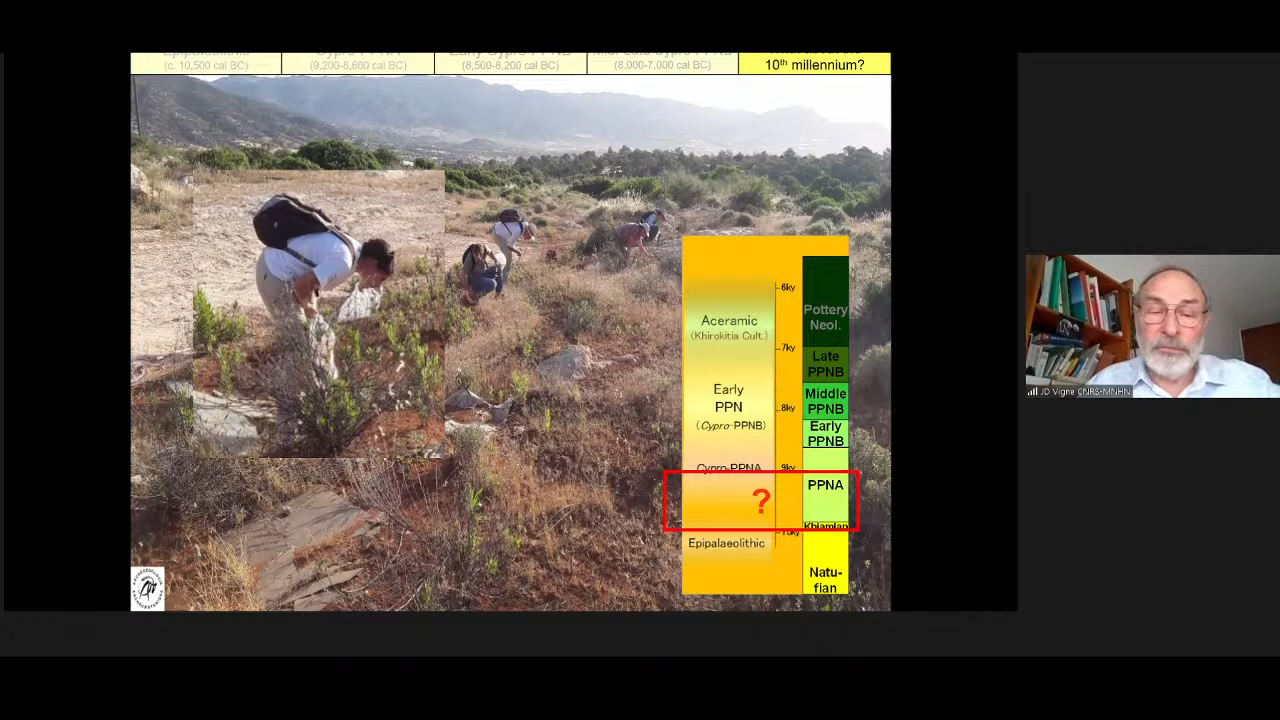 10th millennium?
(c. 10,500 cal BC)
(9,200-8,600 cal BC)
(8,500-8,200 cal BC)
(8,000-7,000 cal BC)
6ky
7ky
8ky
9ky
10ky
Aceramic
(Khirokitia Cult.)
Early
PPN
(Cypro-PPNB)
Cypro-PPNA
?
Epipalaeolithic
Pottery
Neol.
Late
PPNB
Middle
PPNB
Early
PPNB
PPNA
Khiamian
Natu-
fian
JD Vigne CNRS-MNHN